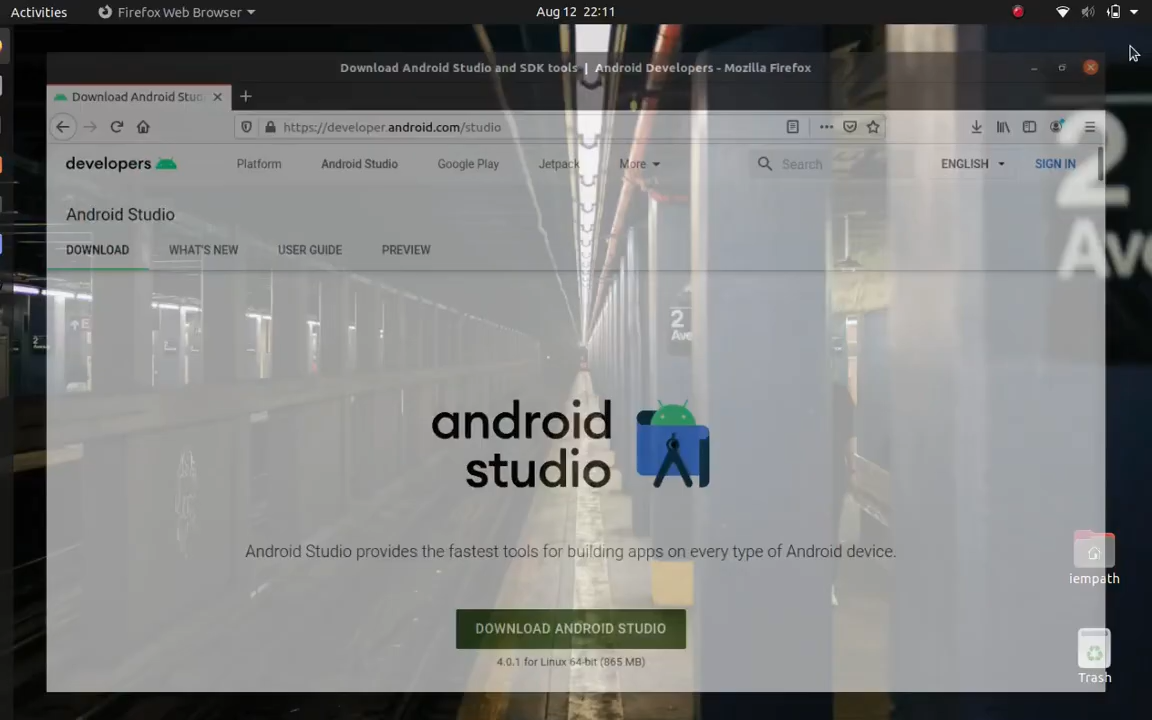 Activities
Firefox Web Browser
Aug 12 22:11
Download Android Studio and SDK tools | Android Developers - Mozilla Firefox
Download Android Stu
https://developer.android.com/studio
developers
Platform
Android Studio
Google Play
Jetpack
More
Search
ENGLISH
SIGN IN
Android Studio
DOWNLOAD
WHAT'S NEW
USER GUIDE
PREVIEW
2
Ave
2
Ave
android
studio
Android Studio provides the fastest tools for building apps on every type of Android device.
iempath
DOWNLOAD ANDROID STUDIO
4.0.1 for Linux 64-bit (865 MB)
Trash